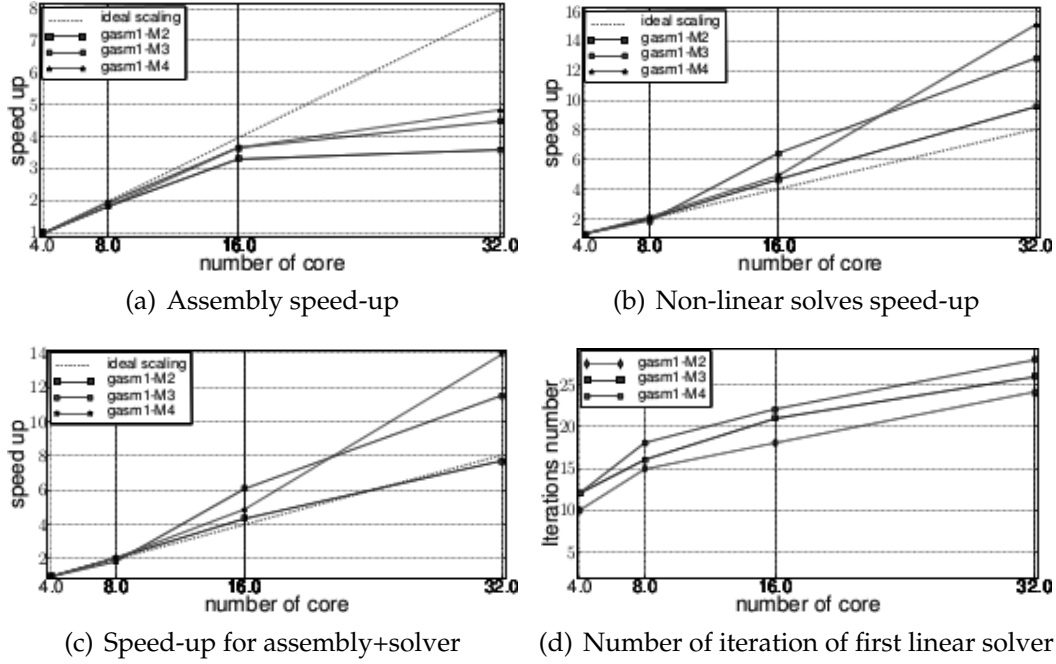 speed up
8
7
6
5
4
3
2
1
ideal scaling
gasm1-M2
gasm1-M3
gasm1-M4
4.0
8.0
16.0
32.0
number of core
(a) Assembly speed-up
speed up
16
14
12
10
8
6
4
2
ideal scaling
gasm1-M2
gasm1-M3
gasm1-M4
4.0
8.0
16.0
32.0
number of core
(b) Non-linear solves speed-up
speed up
14
12
10
8
6
4
2
ideal scaling
gasm1-M2
gasm1-M3
gasm1-M4
4.0
8.0
16.0
32.0
number of core
(c) Speed-up for assembly+solver
Iterations number
25
20
15
10
5
gasm1-M2
gasm1-M3
gasm1-M4
4.0
8.0
16.0
32.0
number of core
(d) Number of iteration of first linear solver